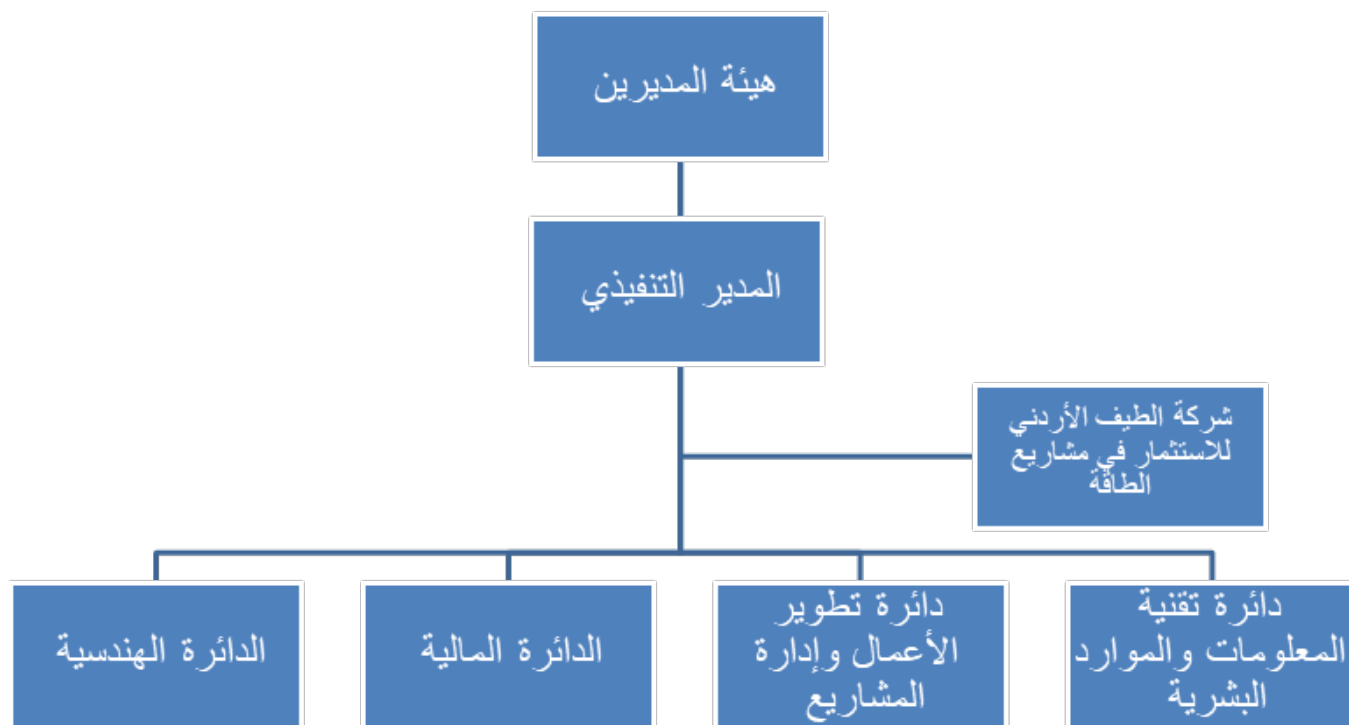 هيئة المديرين
المدير التنفيذي
شركة الطيف الأردني
للاستثمار في مشاريع
الطاقة
دائرة تقنية
المعلومات والموارد
البشرية
دائرة تطوير
الأعمال وإدارة
المشاريع
الدائرة المالية
الدائرة الهندسية